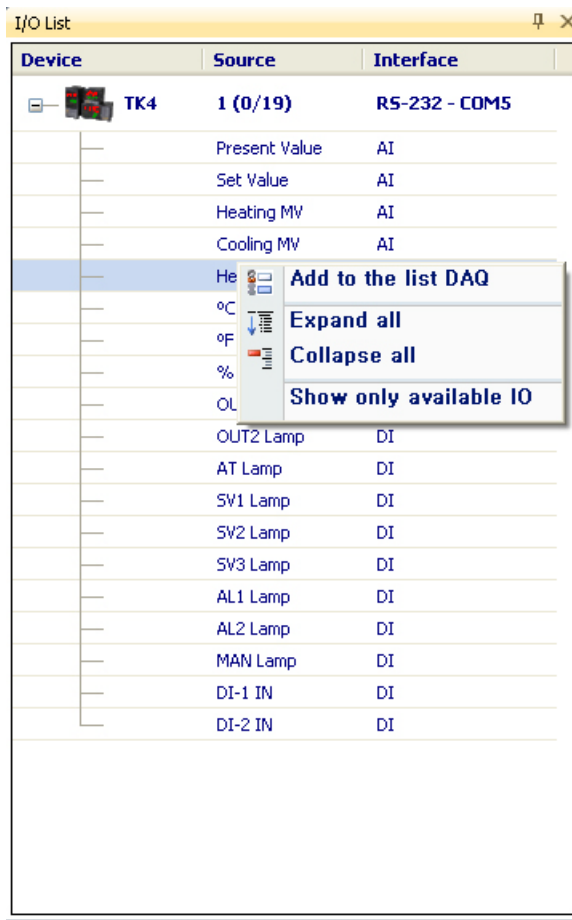 I/O List
Device Source Interface
TK4 1 (0/19) RS-232 - COM5
Present Value AI
Set Value AI
Heating MV AI
Cooling MV AI
He
Add to the list DAQ
ºC
Expand all
ºF
Collapse all
%
Show only available IO
OUT2 Lamp DI
AT Lamp DI
SV1 Lamp DI
SV2 Lamp DI
SV3 Lamp DI
AL1 Lamp DI
AL2 Lamp DI
MAN Lamp DI
DI-1 IN DI
DI-2 IN DI